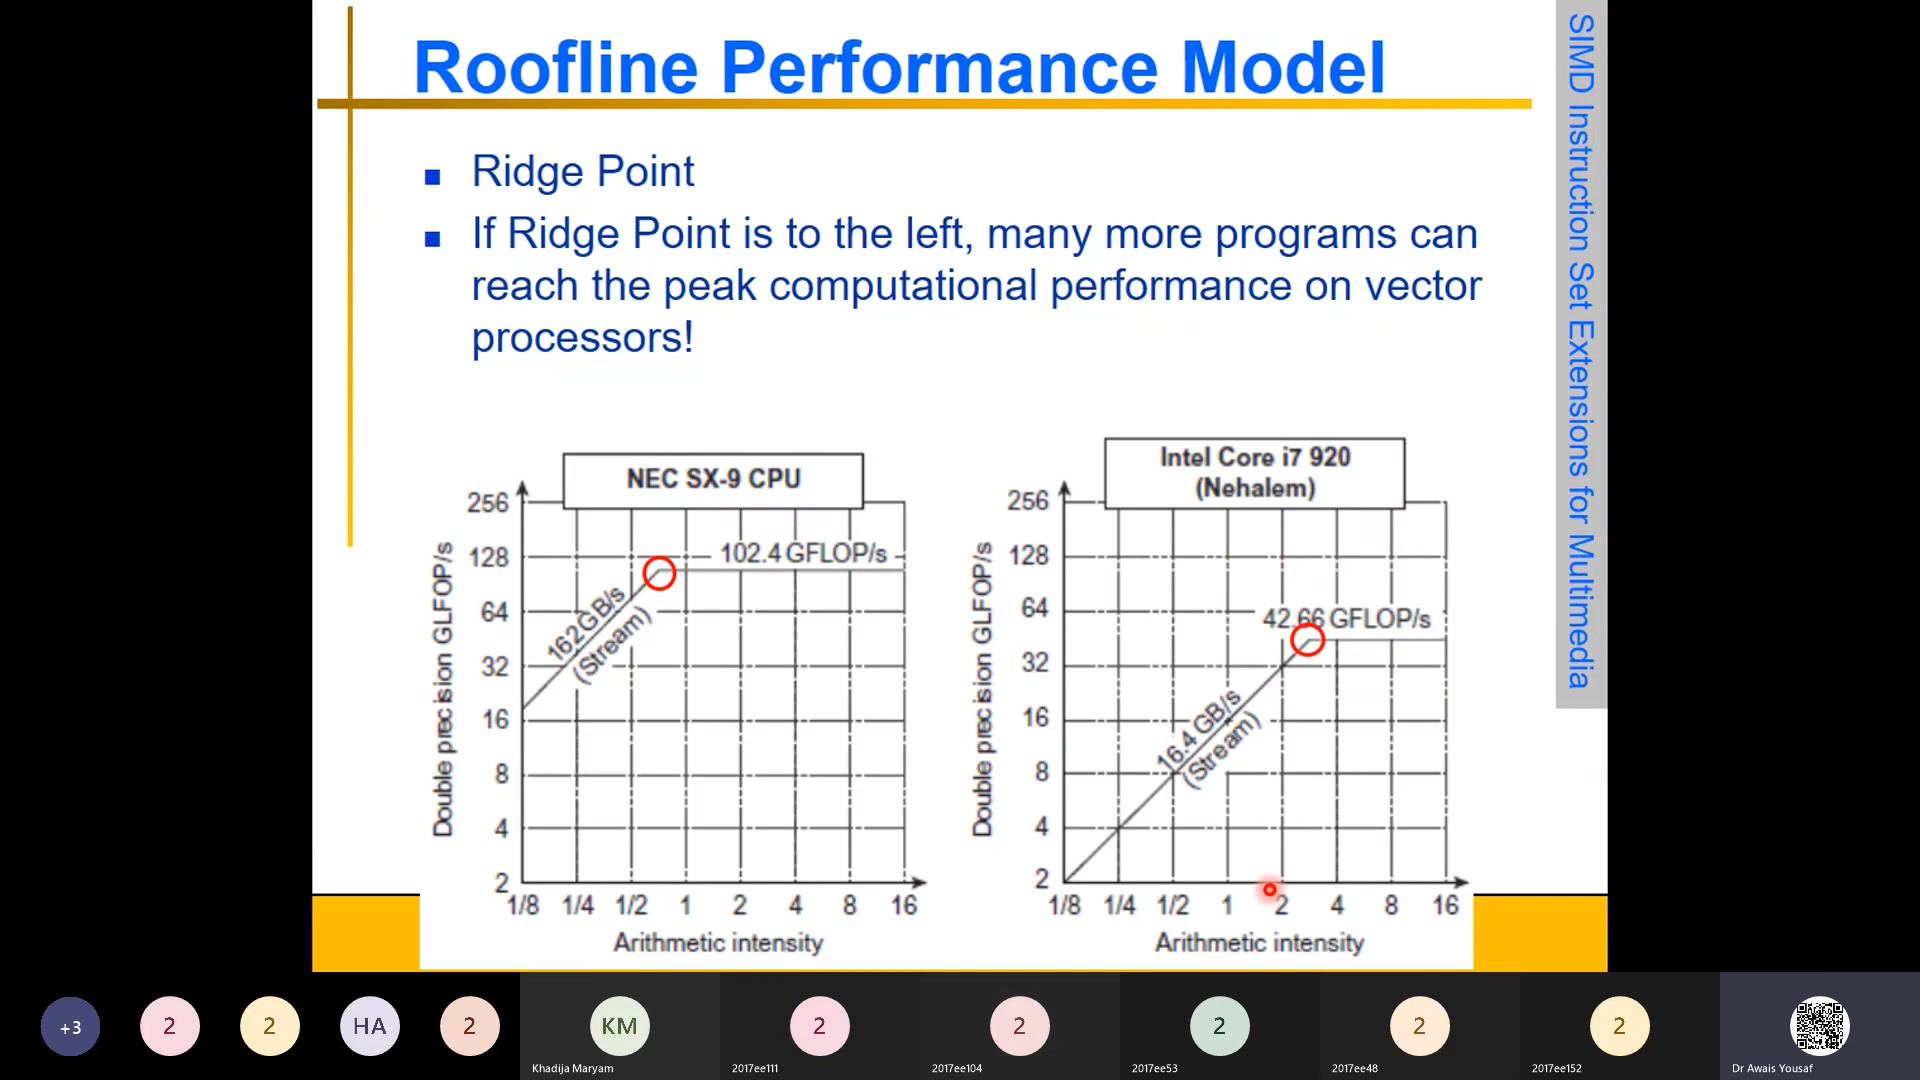 Roofline Performance Model
SIMD Instruction Set Extensions for Multimedia
Ridge Point
If Ridge Point is to the left, many more programs can
reach the peak computational performance on vector
processors!
NEC SX-9 CPU
Double precision GLFOP/s
256
128
64
32
16
8
4
2
102.4 GFLOP/s
162 GB/s
(Stream)
1/8 1/4 1/2 1 2 4 8 16
Arithmetic intensity
Intel Core i7 920
(Nehalem)
Double precision GLFOP/s
256
128
64
32
16
8
4
2
42.66 GFLOP/s
16.4 GB/s
(Stream)
1/8 1/4 1/2 1 2 4 8 16
Arithmetic intensity
+3 2 2 HA 2 KM 2 2 2 2 2
Khadija Maryam 2017ee111 2017ee104 2017ee53 2017ee48 2017ee152 Dr Awais Yousaf